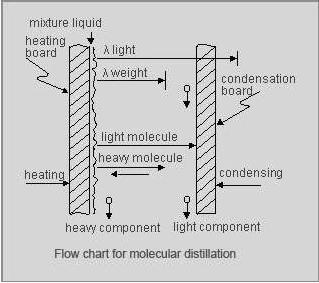 mixture liquid
heating
board
λ light
λ weight
condensation
board
light molecule
heavy molecule
heating
condensing
heavy component
light component
Flow chart for molecular distillation